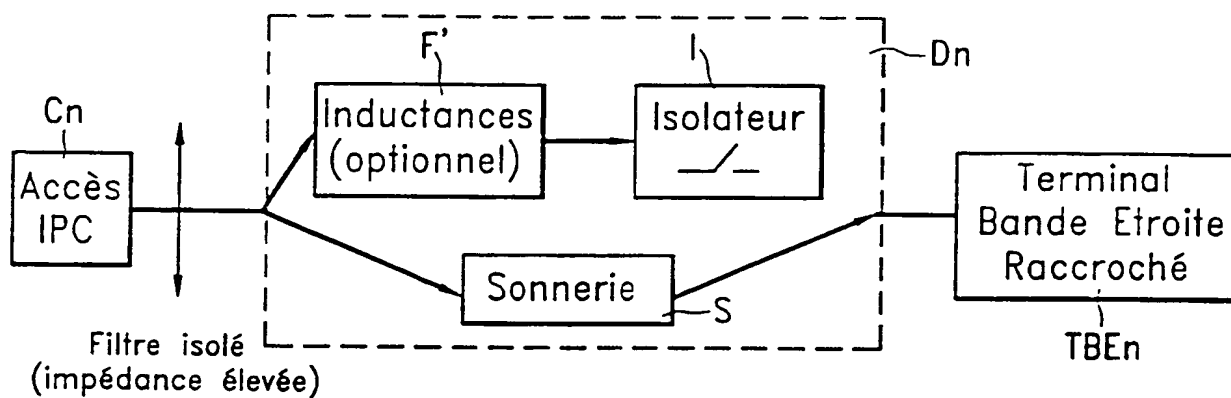 F'
I
Dn
Cn
Inductances
(optionnel)
Isolateur
Accès
IPC
Terminal
Bande Etroite
Raccroché
Sonnerie
S
TBEn
Filtre isolé
(impédance élevée)